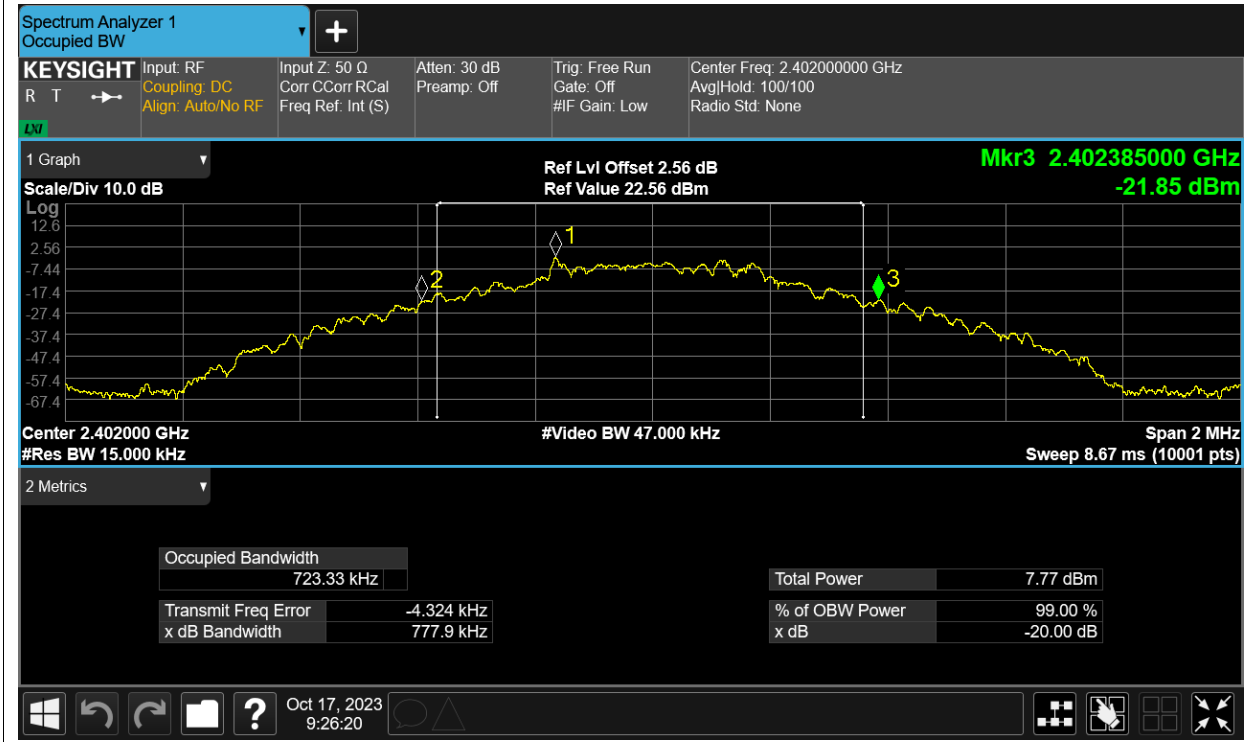 Spectrum Analyzer 1
Occupied BW
KEYSIGHT
R T
LXI
Input: RF
Coupling: DC
Align: Auto/No RF
Input Z: 50 Ω
Corr CCorr RCal
Freq Ref: Int (S)
Atten: 30 dB
Preamp: Off
Trig: Free Run
Gate: Off
#IF Gain: Low
Center Freq: 2.402000000 GHz
Avg|Hold: 100/100
Radio Std: None
1 Graph
Scale/Div 10.0 dB
Ref Lvl Offset 2.56 dB
Ref Value 22.56 dBm
Mkr3 2.402385000 GHz
-21.85 dBm
Log
12.6
2.56
-7.44
-17.4
-27.4
-37.4
-47.4
-57.4
-67.4
1
2
3
Center 2.402000 GHz
#Video BW 47.000 kHz
Span 2 MHz
#Res BW 15.000 kHz
Sweep 8.67 ms (10001 pts)
2 Metrics
Occupied Bandwidth
723.33 kHz
Total Power 7.77 dBm
Transmit Freq Error -4.324 kHz
% of OBW Power 99.00 %
x dB Bandwidth 777.9 kHz
x dB -20.00 dB
?
Oct 17, 2023
9:26:20